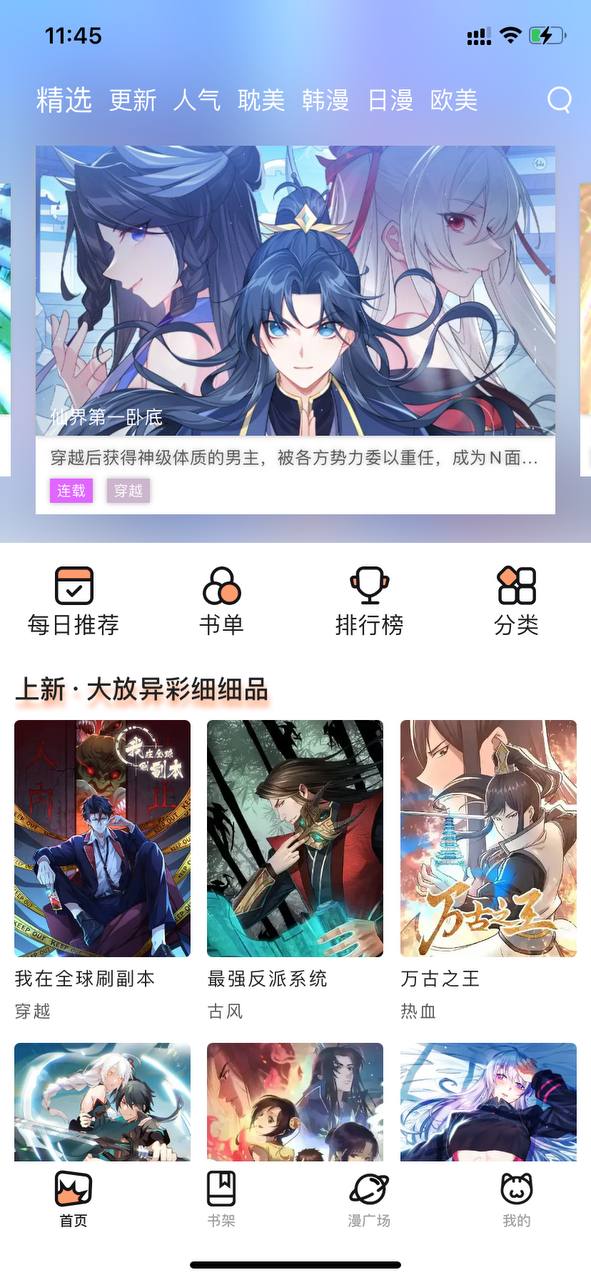 11:45
精选 更新 人气 耽美 韩漫 日漫 欧美
仙界第一卧底
穿越后获得神级体质的男主，被各方势力委以重任，成为N面...
连载 穿越
每日推荐 书单 排行榜 分类
上新 · 大放异彩细细品
我在全球刷副本
KEEP OUT
万古之王
我在全球刷副本 最强反派系统 万古之王
穿越 古风 热血
首页 书架 漫广场 我的